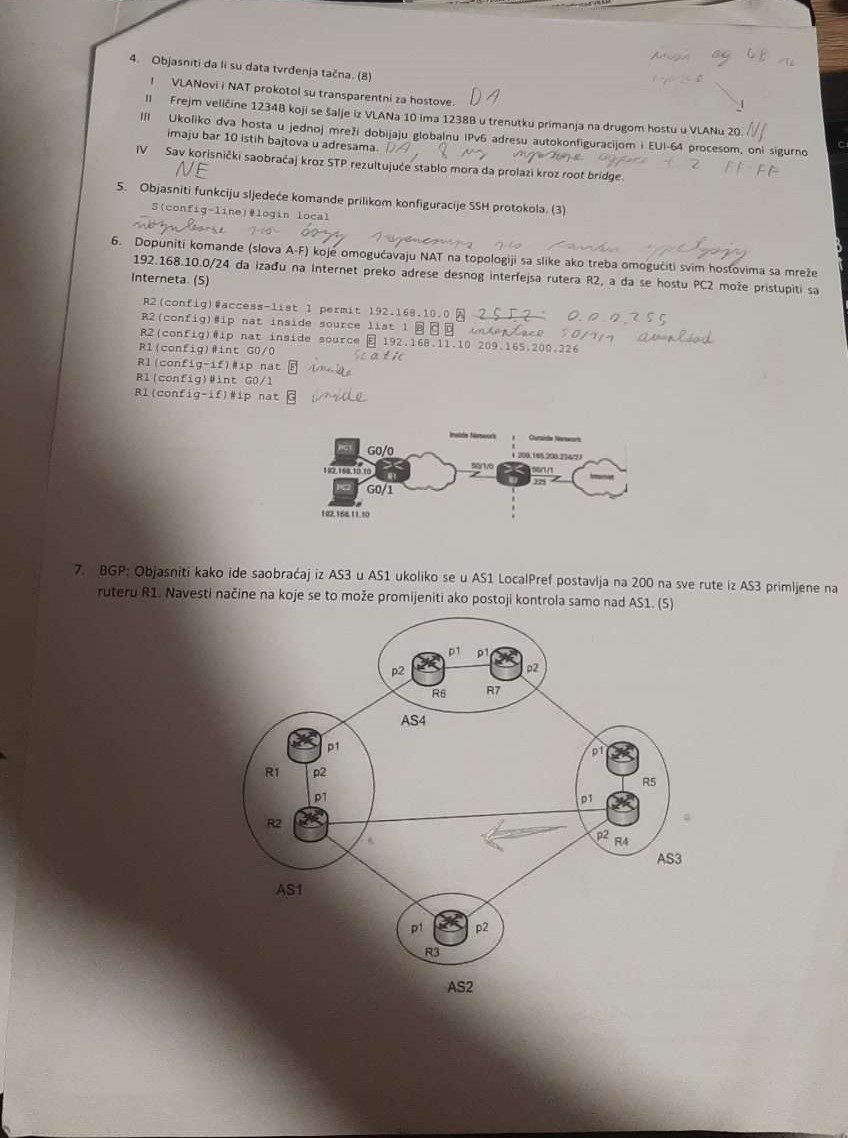 4. Objasniti da li su data tvrđenja tačna. (8)
I VLANovi i NAT prokotol su transparentni za hostove. DA
II Frejm veličine 1234B koji se šalje iz VLANa 10 ima 1238B u trenutku primanja na drugom hostu u VLANu 20.
III Ukoliko dva hosta u jednoj mreži dobijaju globalnu IPv6 adresu autokonfiguracijom i EUI-64 procesom, oni sigurno
imaju bar 10 istih bajtova u adresama. DA, 8 + 2 FF-FF
IV Sav korisnički saobraćaj kroz STP rezultujuće stablo mora da prolazi kroz root bridge.
NE
5. Objasniti funkciju sljedeće komande prilikom konfiguracije SSH protokola. (3)
S(config-line)#login local
6. Dopuniti komande (slova A-F) koje omogućavaju NAT na topologiji sa slike ako treba omogućiti svim hostovima sa mreže
192.168.10.0/24 da izađu na Internet preko adrese desnog interfejsa rutera R2, a da se hostu PC2 može pristupiti sa
Interneta. (5)
R2(config)#access-list 1 permit 192.168.10.0 A 0.0.0.255
R2(config)#ip nat inside source list 1 B C D interface S0/1/1 overload
R2(config)#ip nat inside source E 192.168.11.10 209.165.200.226
static
R1(config)#int G0/0
R1(config-if)#ip nat F inside
R1(config)#int G0/1
R1(config-if)#ip nat G inside
Inside Network Outside Network
PC1 G0/0
192.168.10.10 R1
PC2 G0/1
192.168.11.10
S0/1/0
R2
S0/1/1
.225
Internet
7. BGP: Objasniti kako ide saobraćaj iz AS3 u AS1 ukoliko se u AS1 LocalPref postavlja na 200 na sve rute iz AS3 primljene na
ruteru R1. Navesti načine na koje se to može promijeniti ako postoji kontrola samo nad AS1. (5)
p1 p1
p2 p2
R6 R7
AS4
p1
R1 p2
p1
R2
AS1
p1
R5
p1
p2 R4
AS3
p1 p2
R3
AS2